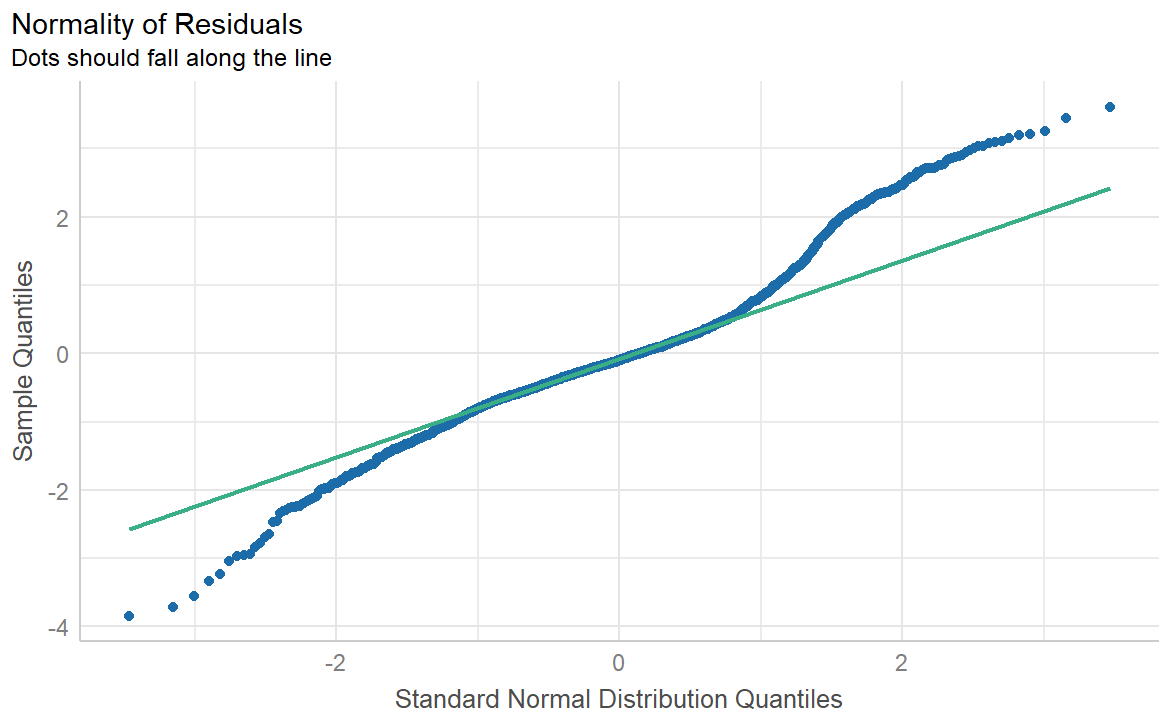 Normality of Residuals
Dots should fall along the line
2
0
-2
-4
Sample Quantiles
-2
0
2
Standard Normal Distribution Quantiles